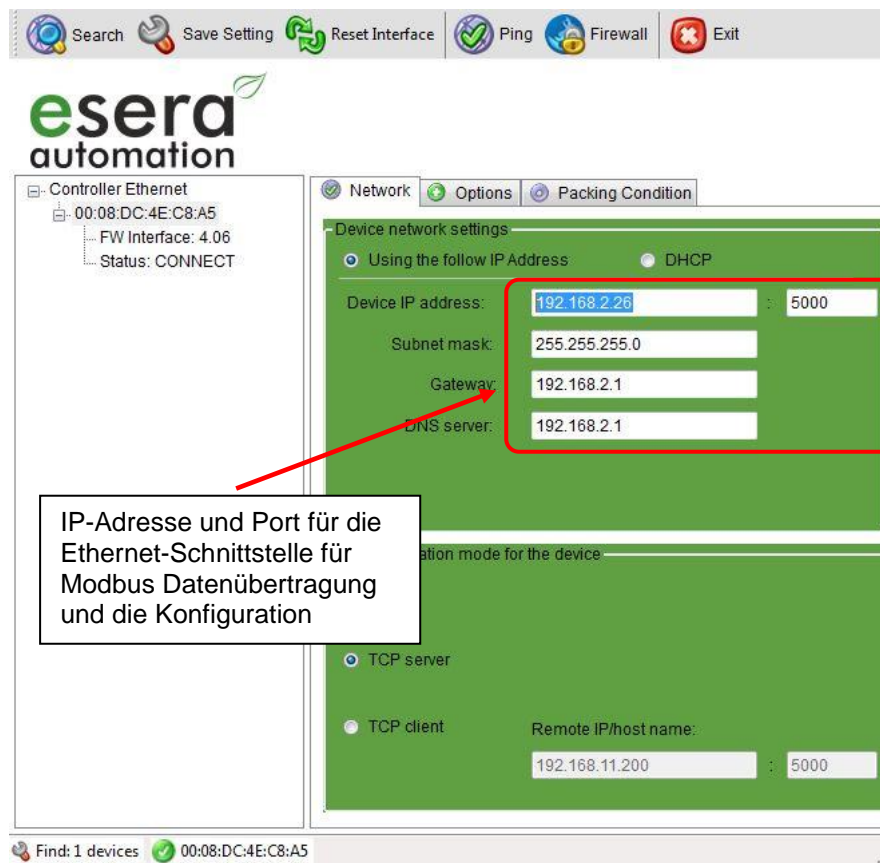 Search Save Setting Reset Interface Ping Firewall Exit
esera
automation
Controller Ethernet
00:08:DC:4E:C8:A5
FW Interface: 4.06
Status: CONNECT
Network Options Packing Condition
Device network settings
Using the follow IP Address DHCP
Device IP address: 192.168.2.26 : 5000
Subnet mask: 255.255.255.0
Gateway: 192.168.2.1
DNS server: 192.168.2.1
IP-Adresse und Port für die
Ethernet-Schnittstelle für
Modbus Datenübertragung
und die Konfiguration
mode for the device
TCP server
TCP client Remote IP/host name:
192.168.11.200 : 5000
Find: 1 devices 00:08:DC:4E:C8:A5